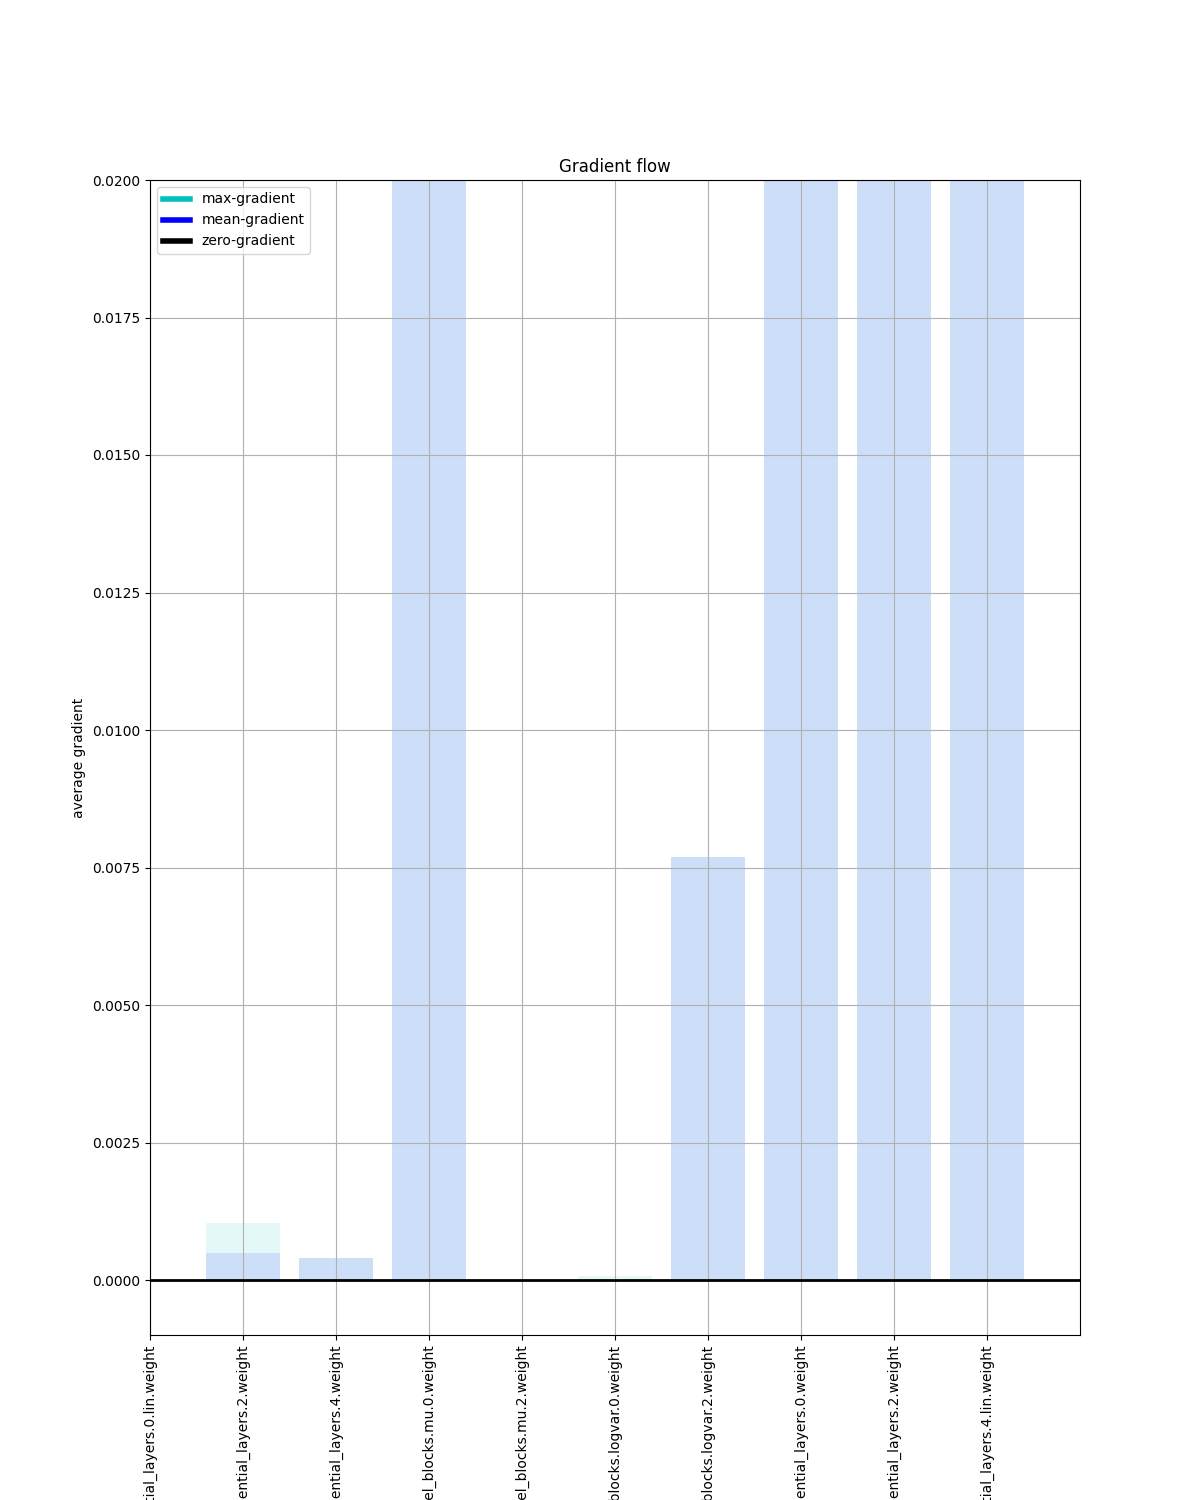 Gradient flow
max-gradient
mean-gradient
zero-gradient
0.0200
0.0175
0.0150
0.0125
0.0100
0.0075
0.0050
0.0025
0.0000
average gradient
tial_layers.0.lin.weight
ential_layers.2.weight
ential_layers.4.weight
el_blocks.mu.0.weight
el_blocks.mu.2.weight
blocks.logvar.0.weight
blocks.logvar.2.weight
ential_layers.0.weight
ential_layers.2.weight
tial_layers.4.lin.weight